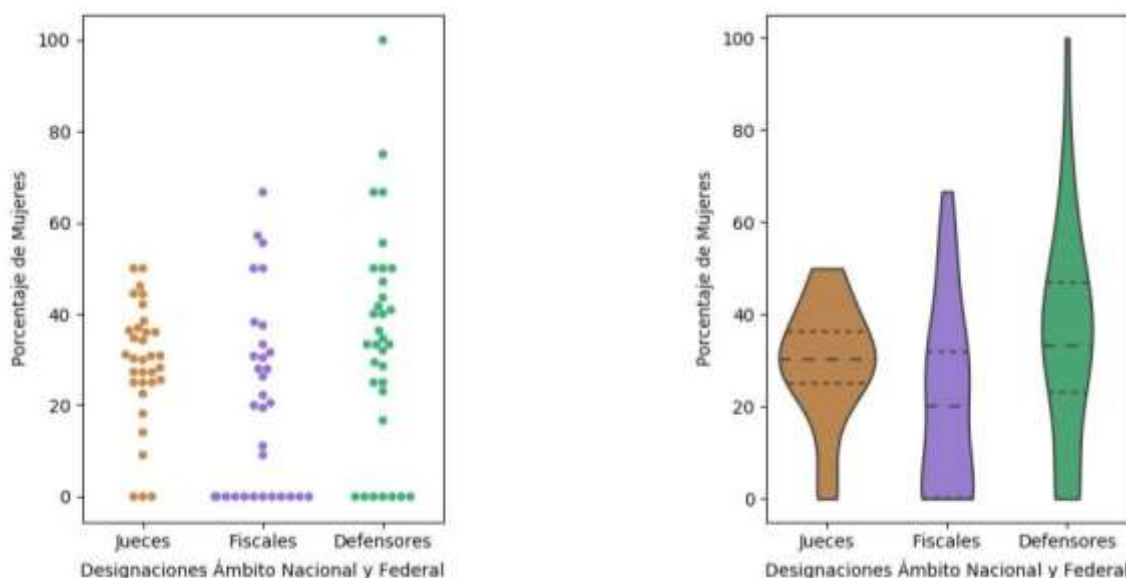 Porcentaje de Mujeres
100
80
60
40
20
0
Jueces Fiscales Defensores
Designaciones Ámbito Nacional y Federal
Porcentaje de Mujeres
100
80
60
40
20
0
Jueces Fiscales Defensores
Designaciones Ámbito Nacional y Federal